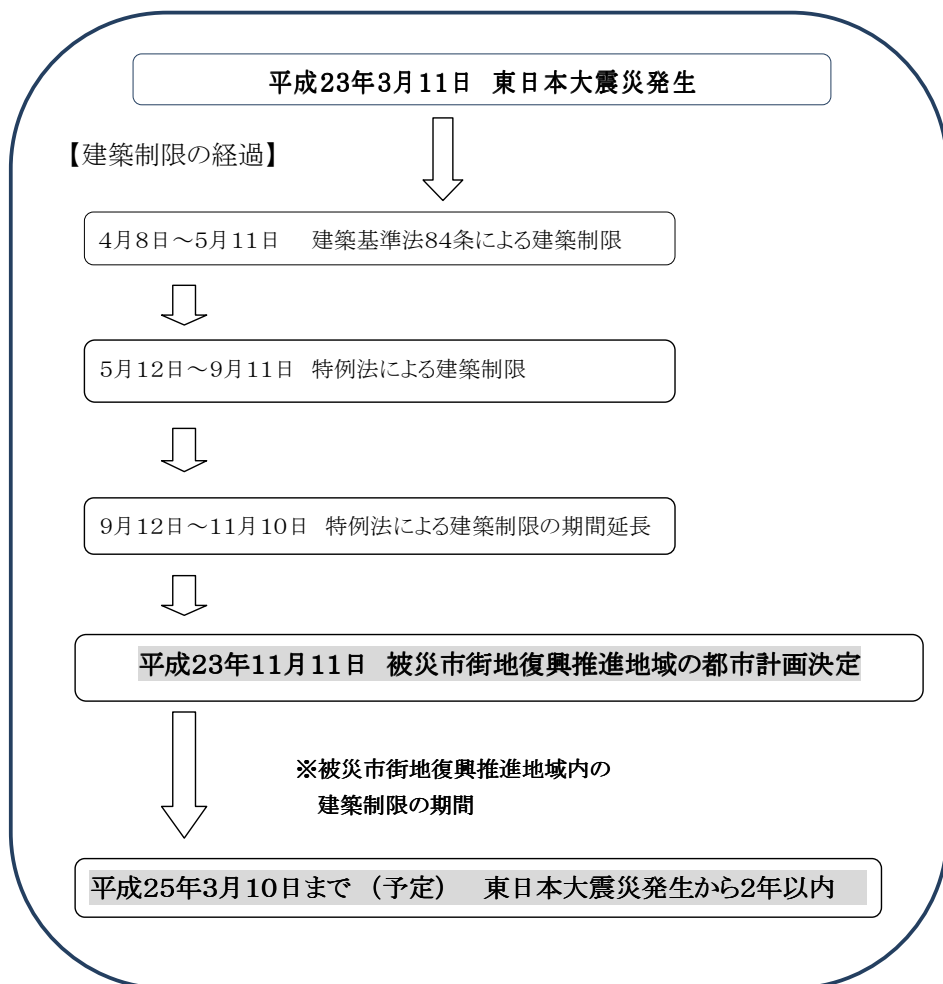 平成23年3月11日　東日本大震災発生
【建築制限の経過】
4月8日～5月11日　建築基準法84条による建築制限
5月12日～9月11日　特例法による建築制限
9月12日～11月10日　特例法による建築制限の期間延長
平成23年11月11日　被災市街地復興推進地域の都市計画決定
※被災市街地復興推進地域内の
建築制限の期間
平成25年3月10日まで（予定）　東日本大震災発生から2年以内